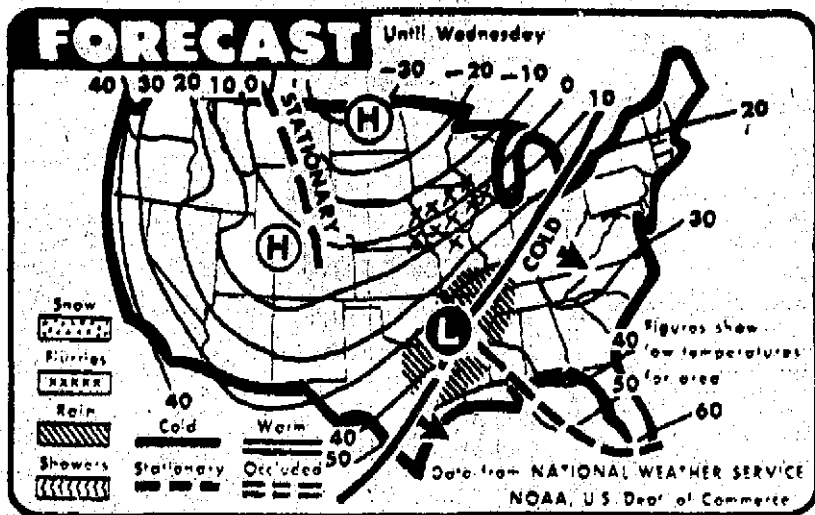 FORECAST
Until Wednesday
40 30 20 10 0 -30 -20 -10 0 10
20
STATIONARY
H
H
30
COLD
L
Snow
Flurries
Rain
Showers
40
Cold
Warm
Stationary
Occluded
40
50
40
50
60
Figures show
low temperatures
for area
Data from NATIONAL WEATHER SERVICE
NOAA, U.S. Dept of Commerce